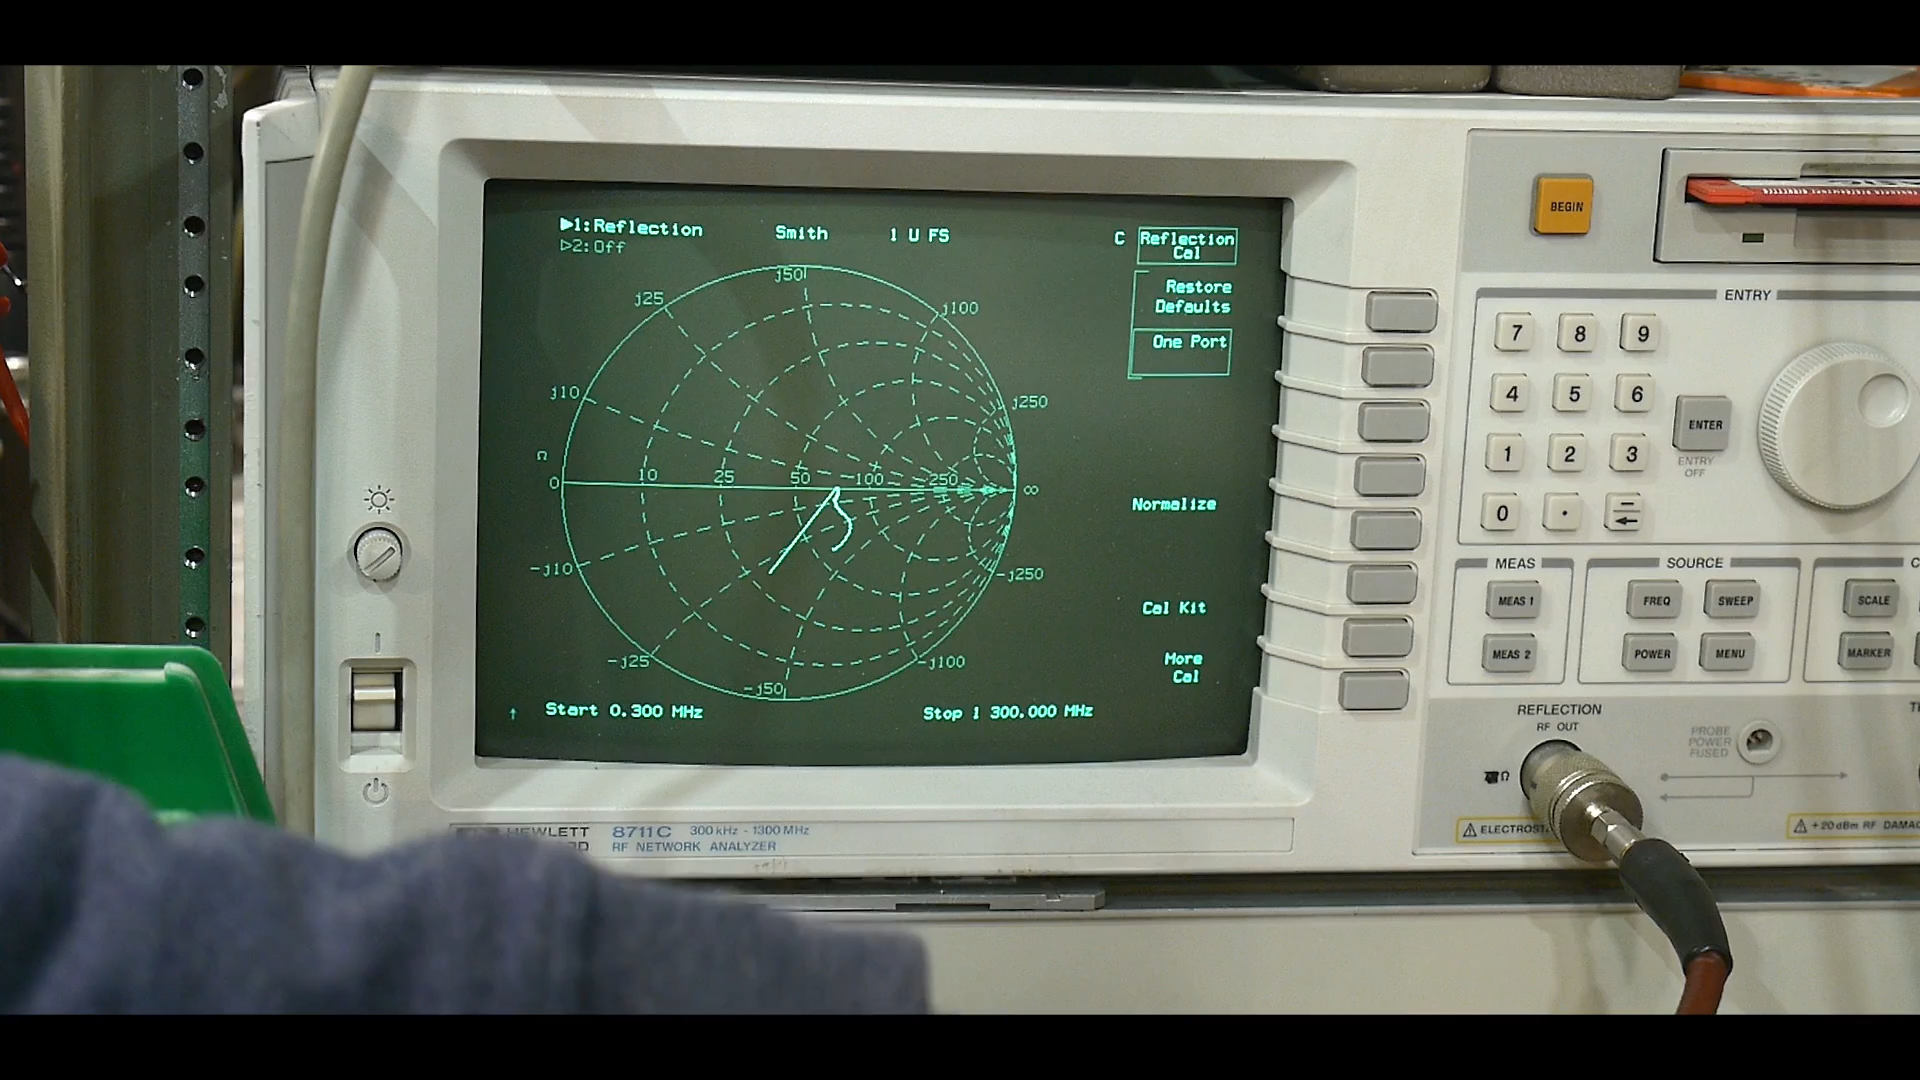 ▶1:Reflection Smith 1 U FS
▷2:Off
C Reflection Cal
Restore Defaults
One Port
Normalize
Cal Kit
More Cal
j50
j25
j100
j10
j250
Ω
0 10 25 50 100 250 ∞
-j10
-j250
-j25
-j100
-j50
↑ Start 0.300 MHz Stop 1 300.000 MHz
HEWLETT 8711C 300 kHz - 1300 MHz
RF NETWORK ANALYZER
BEGIN
ENTRY
7 8 9
4 5 6
1 2 3
0 .
ENTER
ENTRY OFF
MEAS
MEAS 1
MEAS 2
SOURCE
FREQ SWEEP
POWER MENU
SCALE
MARKER
REFLECTION
RF OUT
PROBE
POWER
FUSED
Ω
+20 dBm RF